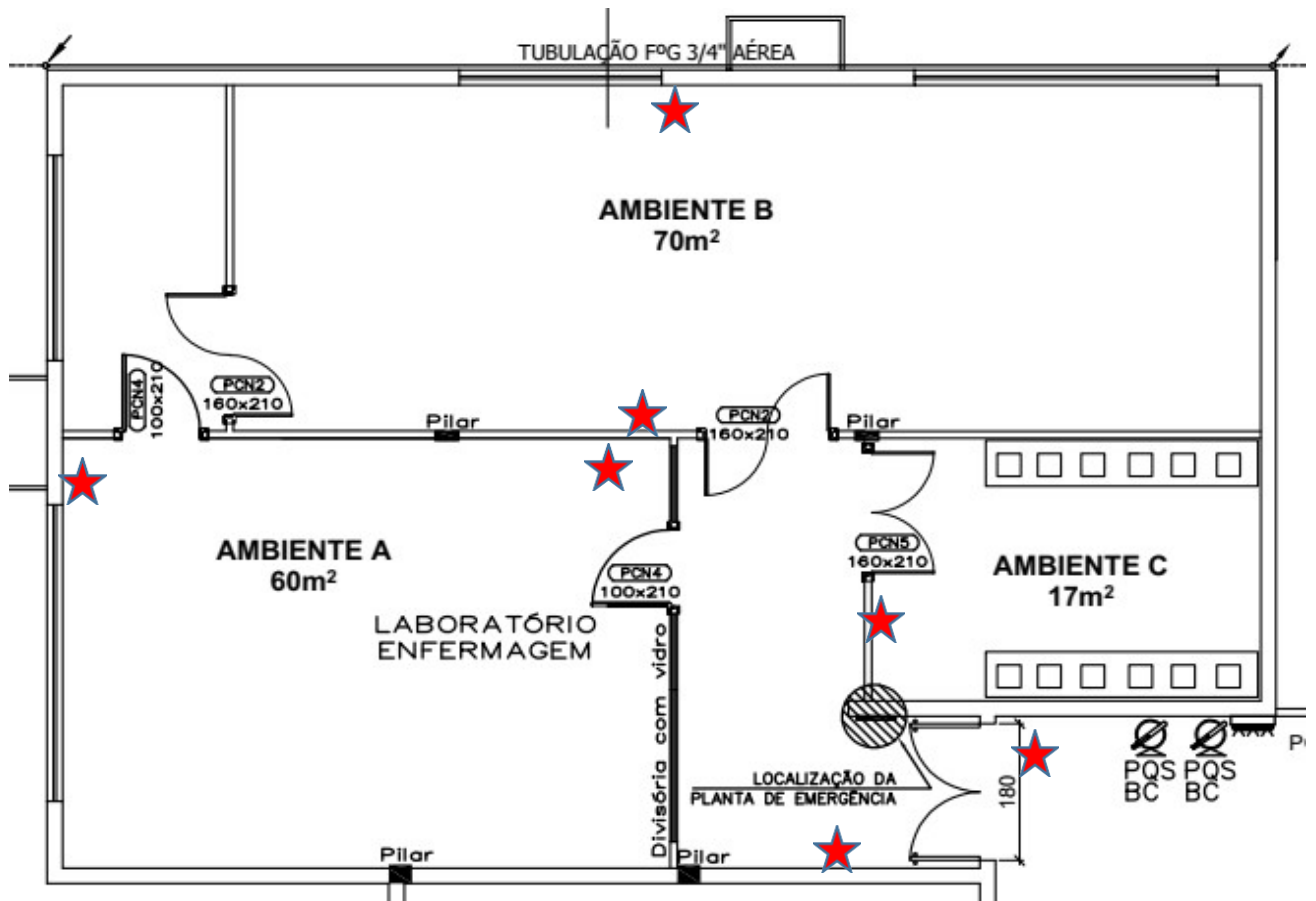 TUBULAÇÃO FºG 3/4" AÉREA
AMBIENTE B
70m²
PCN4
100x210
PCN2
160x210
Pilar
PCN2
160x210
Pilar
AMBIENTE A
60m²
PCN4
100x210
PCN5
160x210
AMBIENTE C
17m²
LABORATÓRIO
ENFERMAGEM
Divisória com vidro
LOCALIZAÇÃO DA
PLANTA DE EMERGÊNCIA
180
PQS
BC
PQS
BC
Pilar
Pilar